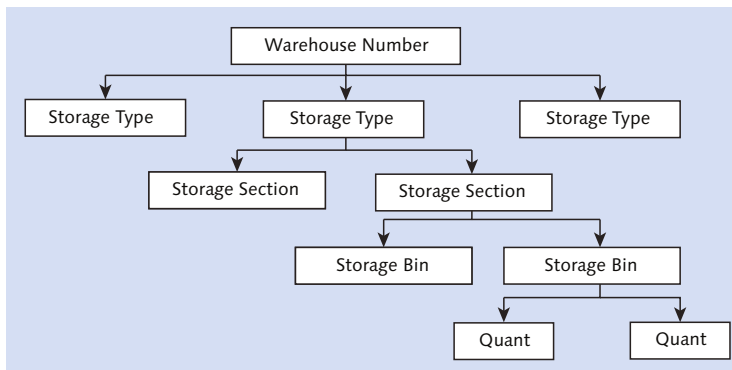 Warehouse Number
Storage Type
Storage Type
Storage Type
Storage Section
Storage Section
Storage Bin
Storage Bin
Quant
Quant